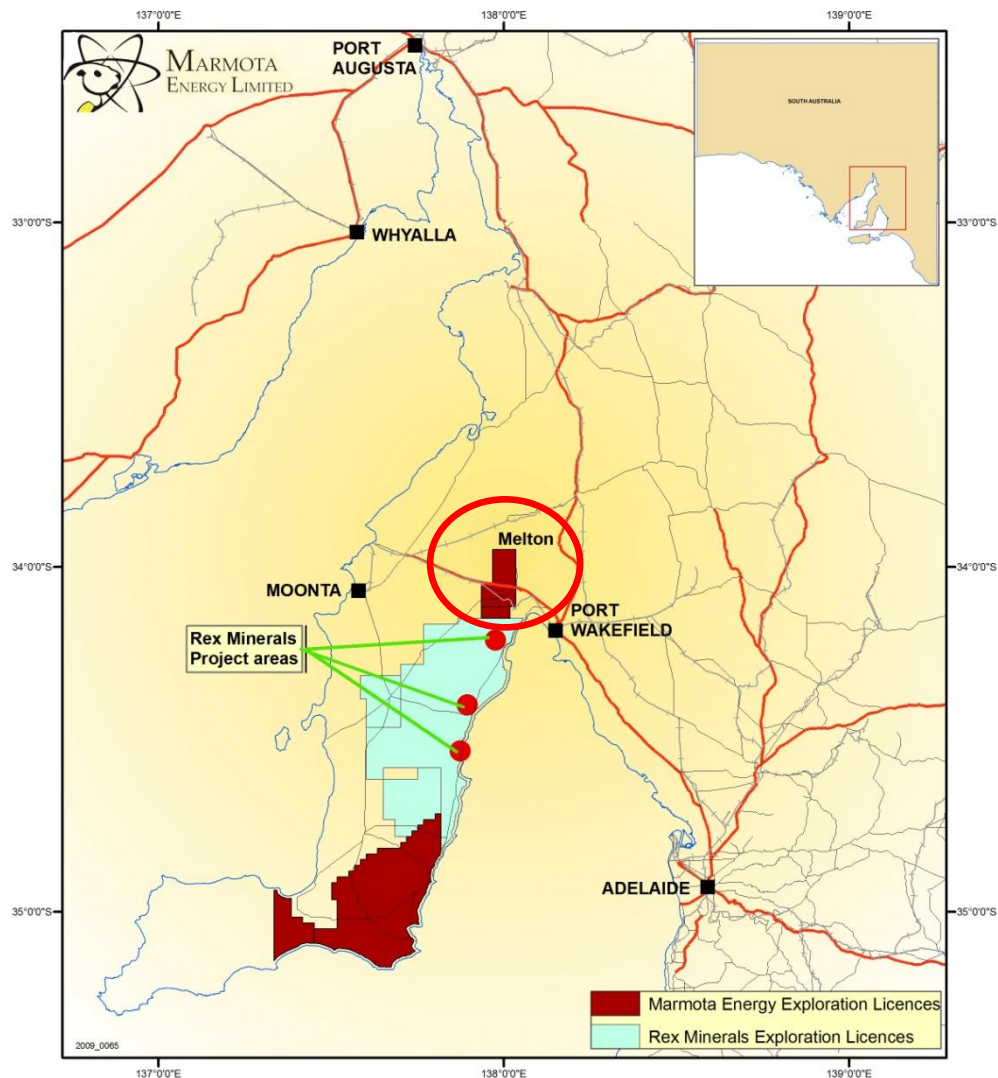 137°0'0"E
138°0'0"E
139°0'0"E
MARMOTA
ENERGY LIMITED
PORT
AUGUSTA
SOUTH AUSTRALIA
33°0'0"S
33°0'0"S
WHYALLA
Melton
34°0'0"S
34°0'0"S
MOONTA
PORT
WAKEFIELD
Rex Minerals
Project areas
ADELAIDE
35°0'0"S
35°0'0"S
Marmota Energy Exploration Licences
Rex Minerals Exploration Licences
2009_0065
137°0'0"E
138°0'0"E
139°0'0"E